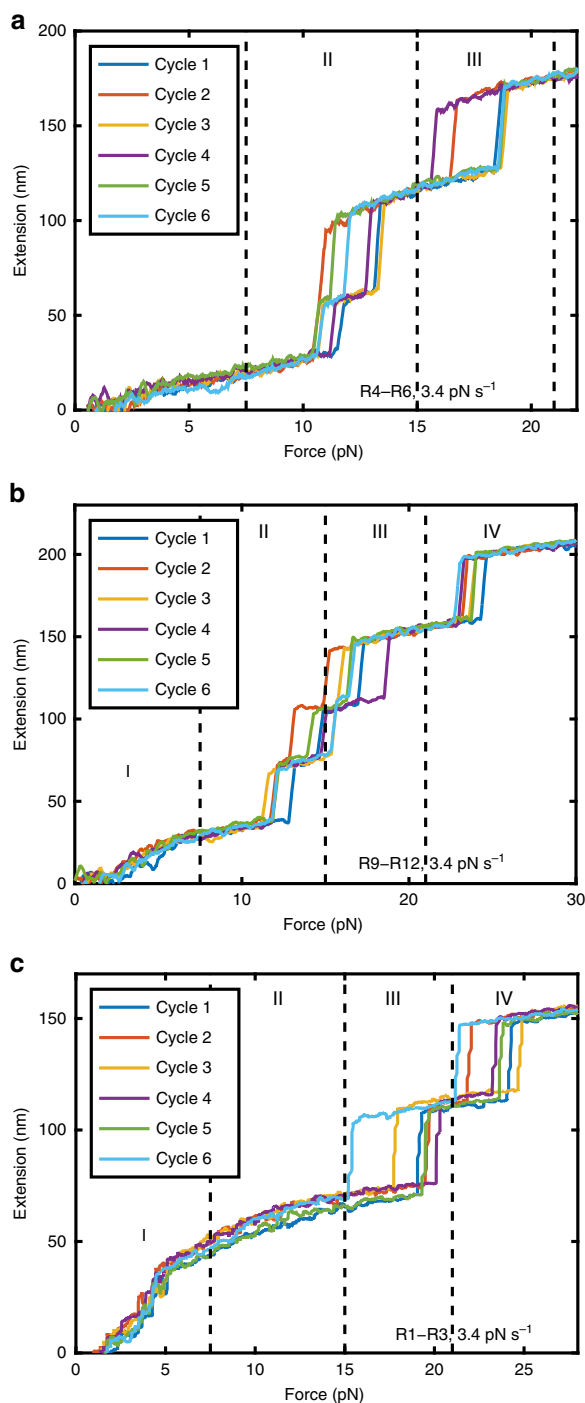 a
200
150
100
50
0
Extension (nm)
Cycle 1
Cycle 2
Cycle 3
Cycle 4
Cycle 5
Cycle 6
II
III
R4–R6, 3.4 pN s⁻¹
0
5
10
15
20
Force (pN)
b
200
150
100
50
0
Extension (nm)
Cycle 1
Cycle 2
Cycle 3
Cycle 4
Cycle 5
Cycle 6
I
II
III
IV
R9–R12, 3.4 pN s⁻¹
0
10
20
30
Force (pN)
c
150
100
50
0
Extension (nm)
Cycle 1
Cycle 2
Cycle 3
Cycle 4
Cycle 5
Cycle 6
I
II
III
IV
R1–R3, 3.4 pN s⁻¹
0
5
10
15
20
25
Force (pN)